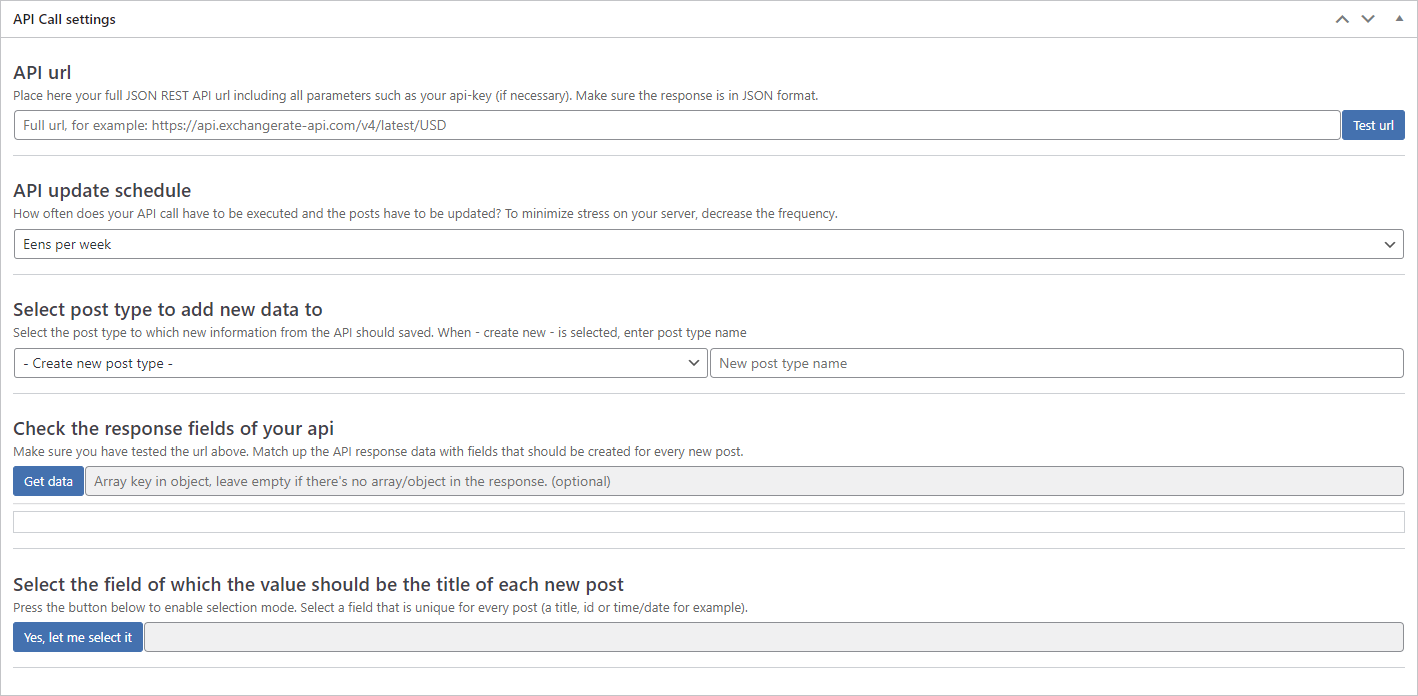 API Call settings
API url
Place here your full JSON REST API url including all parameters such as your api-key (if necessary). Make sure the response is in JSON format.
Full url, for example: https://api.exchangerate-api.com/v4/latest/USD
Test url
API update schedule
How often does your API call have to be executed and the posts have to be updated? To minimize stress on your server, decrease the frequency.
Eens per week
Select post type to add new data to
Select the post type to which new information from the API should saved. When - create new - is selected, enter post type name
- Create new post type -
New post type name
Check the response fields of your api
Make sure you have tested the url above. Match up the API response data with fields that should be created for every new post.
Get data
Array key in object, leave empty if there's no array/object in the response. (optional)
Select the field of which the value should be the title of each new post
Press the button below to enable selection mode. Select a field that is unique for every post (a title, id or time/date for example).
Yes, let me select it